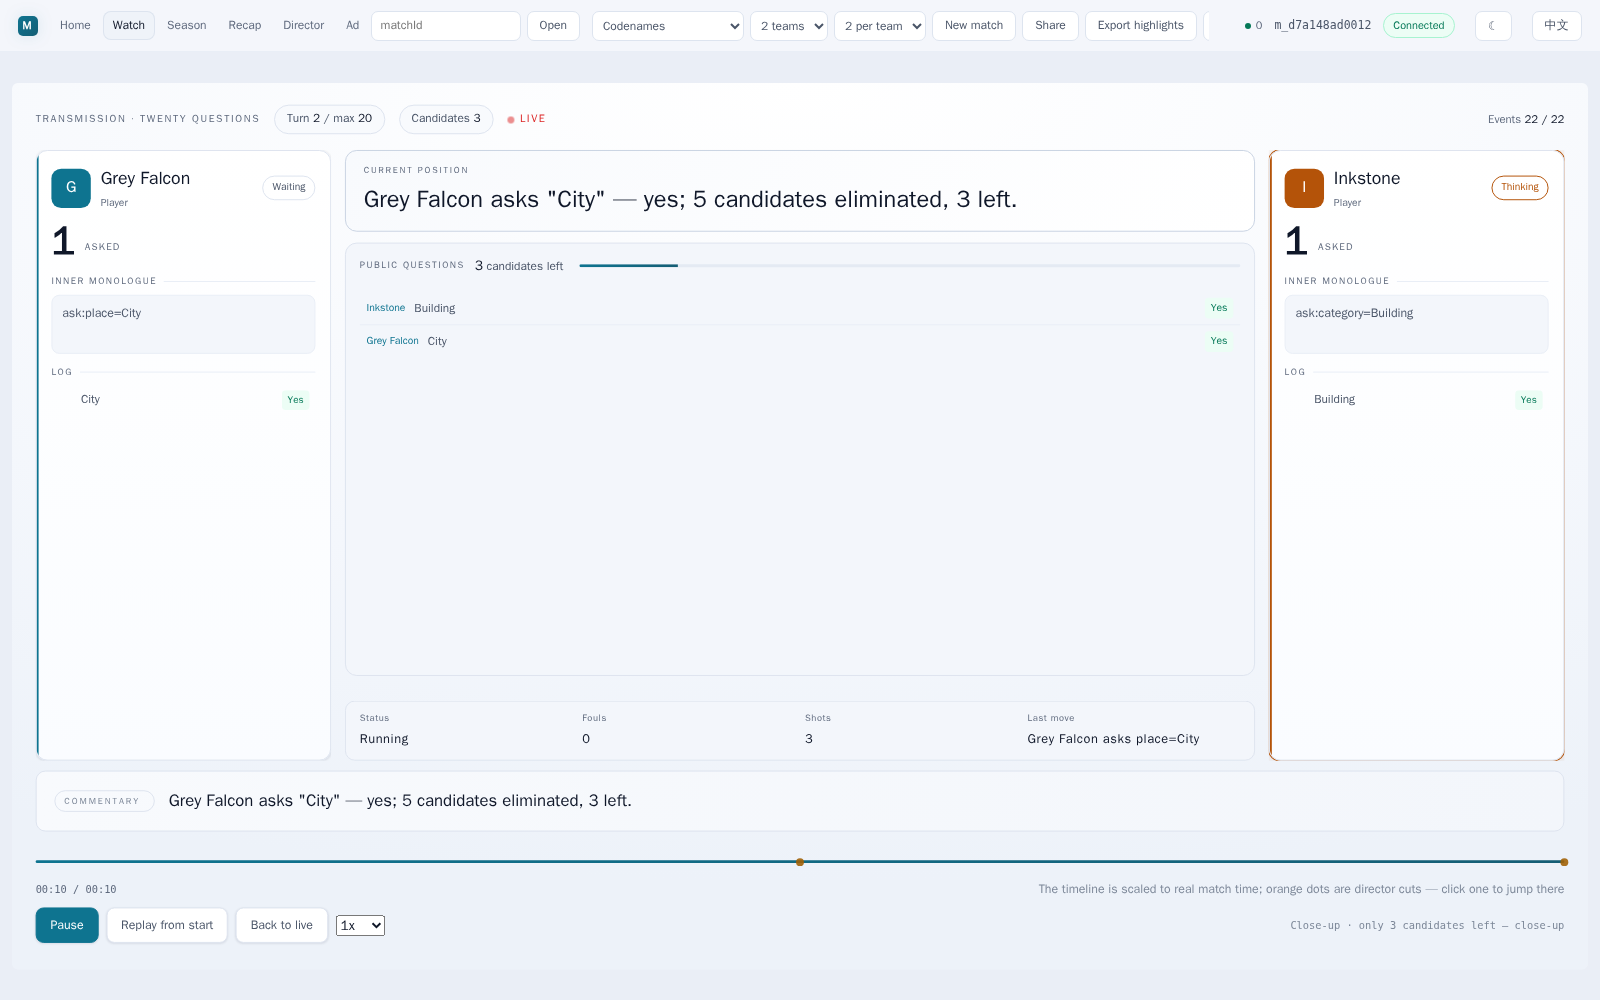 M Home Watch Season Recap Director Ad matchId Open Codenames 2 teams 2 per team New match Share Export highlights 0 m_d7a148ad0012 Connected ☾ 中文
TRANSMISSION · TWENTY QUESTIONS Turn 2 / max 20 Candidates 3 LIVE Events 22 / 22
G Grey Falcon Player Waiting
1 ASKED
INNER MONOLOGUE
ask:place=City
LOG
City Yes
CURRENT POSITION
Grey Falcon asks "City" — yes; 5 candidates eliminated, 3 left.
PUBLIC QUESTIONS 3 candidates left
Inkstone Building Yes
Grey Falcon City Yes
Status Fouls Shots Last move
Running 0 3 Grey Falcon asks place=City
I Inkstone Player Thinking
1 ASKED
INNER MONOLOGUE
ask:category=Building
LOG
Building Yes
COMMENTARY Grey Falcon asks "City" — yes; 5 candidates eliminated, 3 left.
00:10 / 00:10 The timeline is scaled to real match time; orange dots are director cuts — click one to jump there
Pause Replay from start Back to live 1x Close-up · only 3 candidates left — close-up